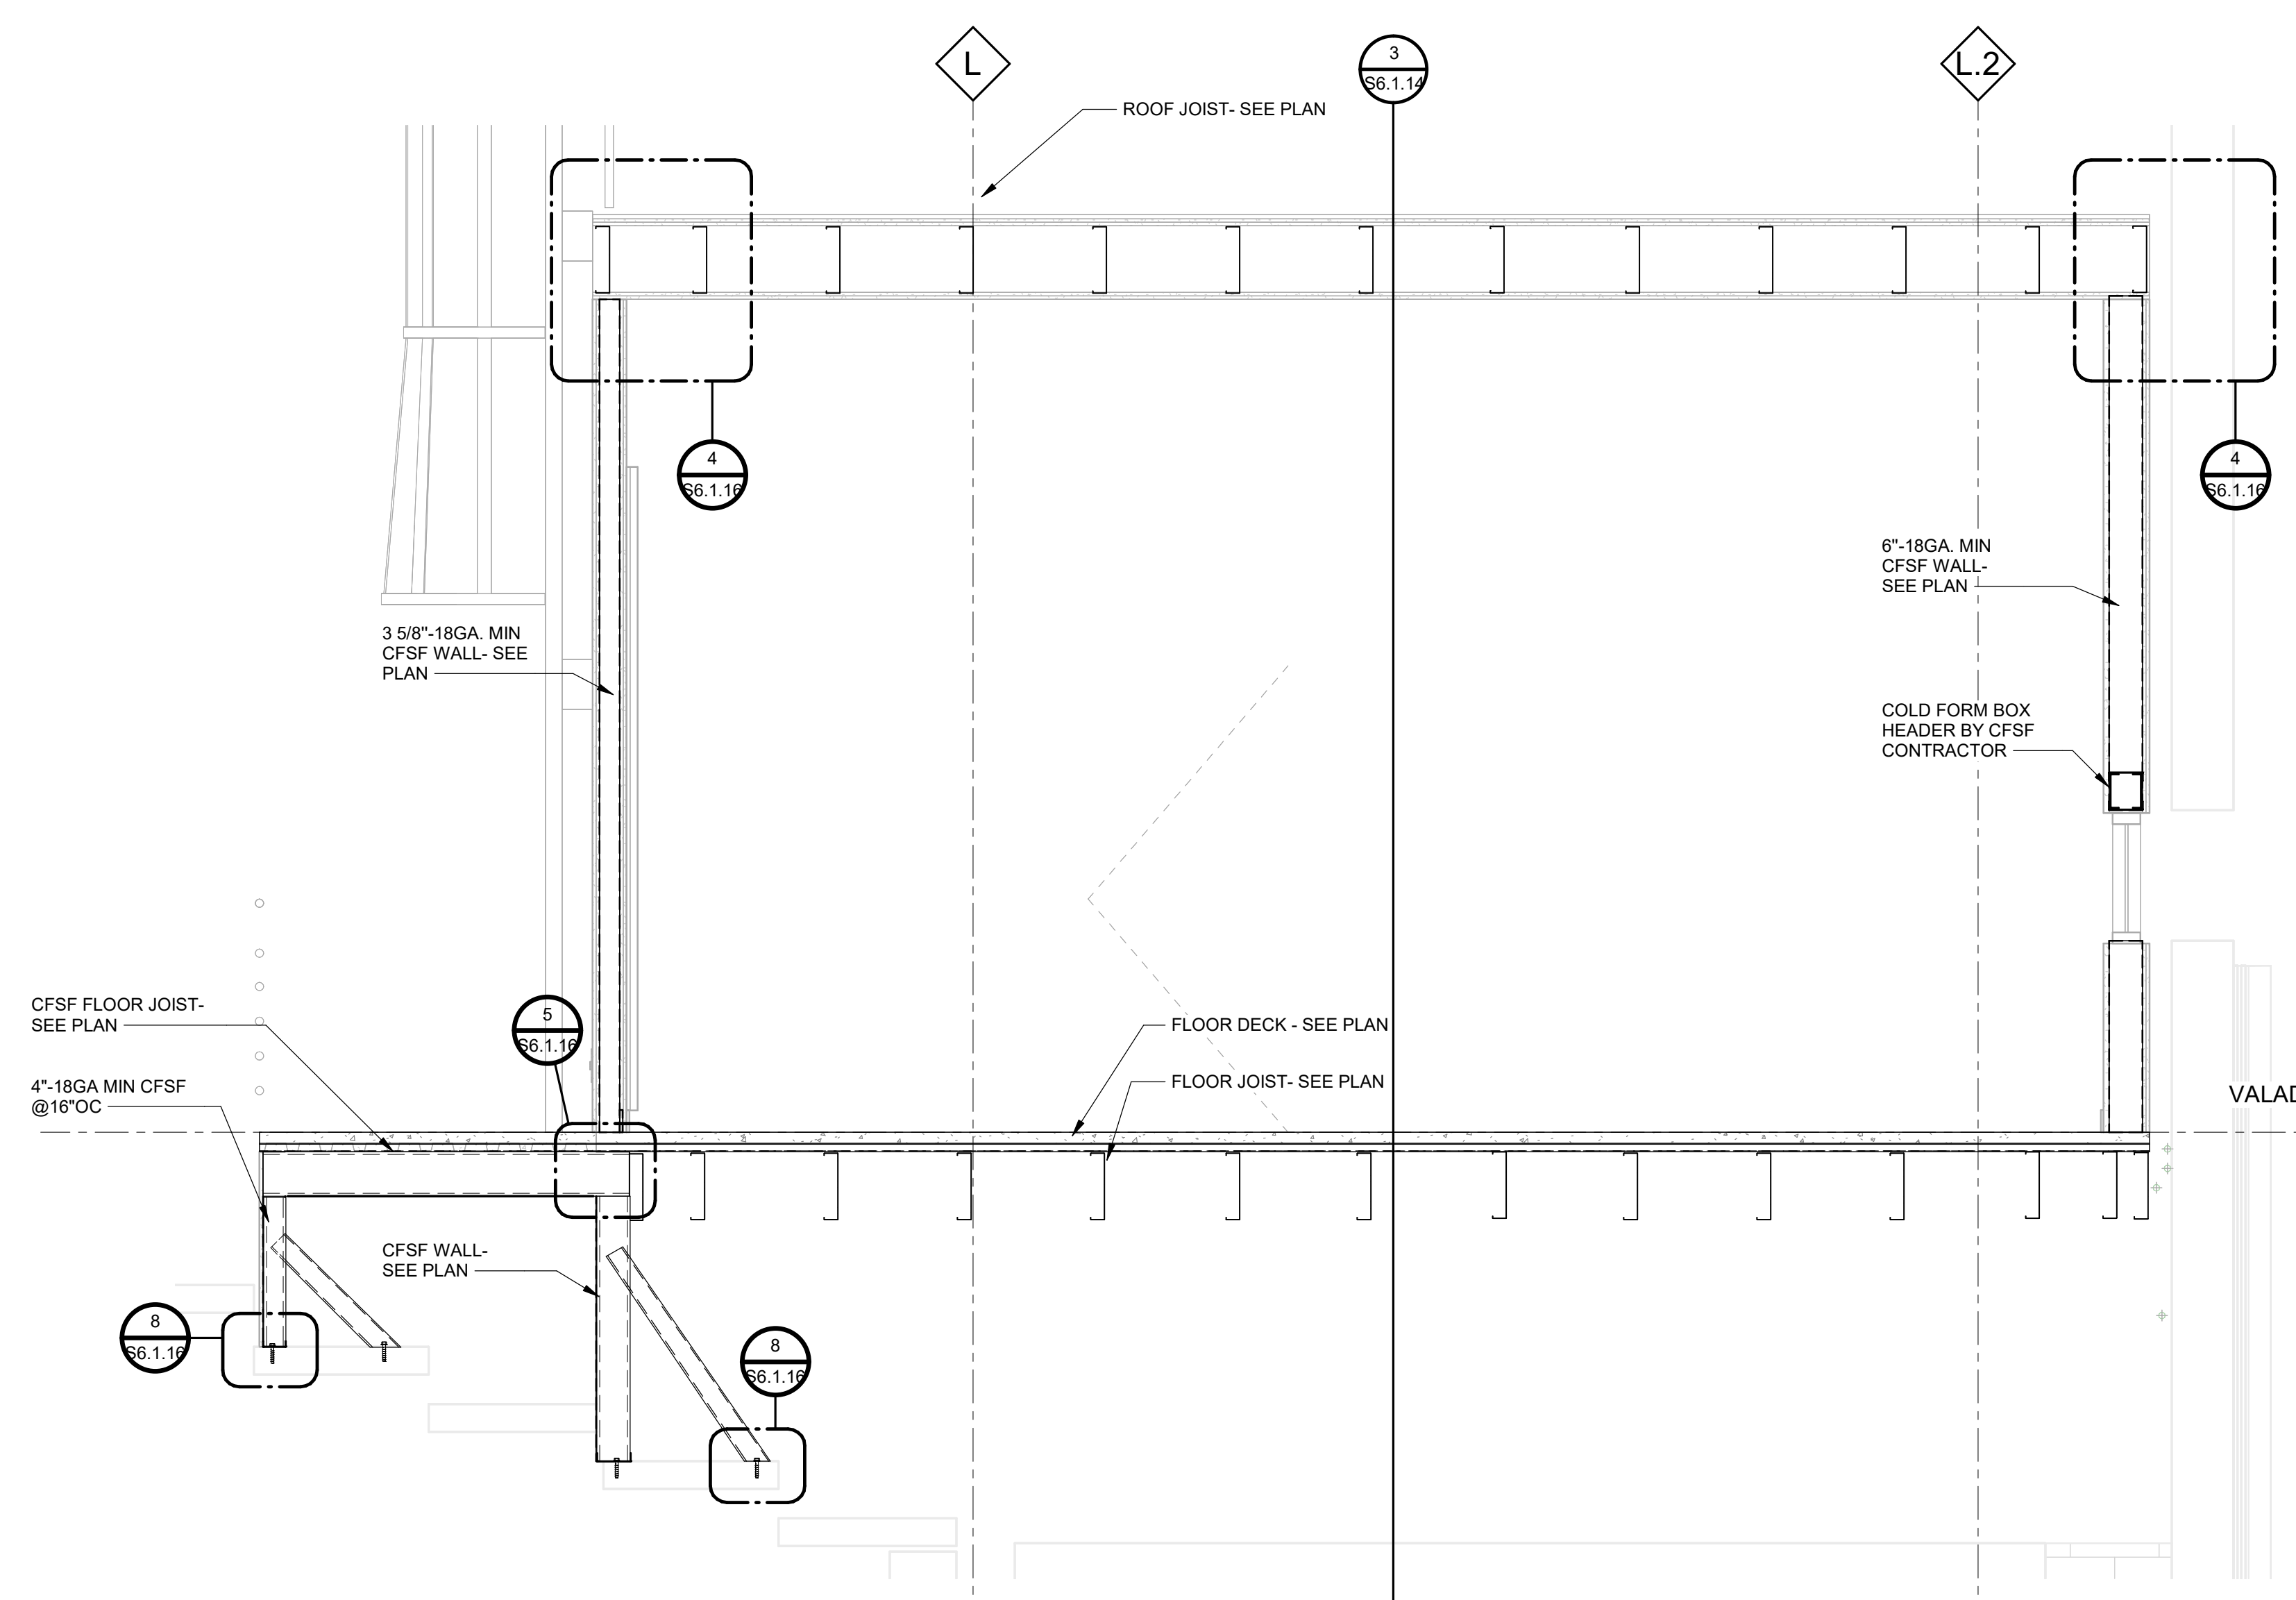 L
3
S6.1.14
L.2
ROOF JOIST- SEE PLAN
4
S6.1.16
4
S6.1.16
6"-18GA. MIN
CFSF WALL-
SEE PLAN
3 5/8"-18GA. MIN
CFSF WALL- SEE
PLAN
COLD FORM BOX
HEADER BY CFSF
CONTRACTOR
CFSF FLOOR JOIST-
SEE PLAN
5
S6.1.16
FLOOR DECK - SEE PLAN
4"-18GA MIN CFSF
@16"OC
FLOOR JOIST- SEE PLAN
VALAD
CFSF WALL-
SEE PLAN
8
S6.1.16
8
S6.1.16